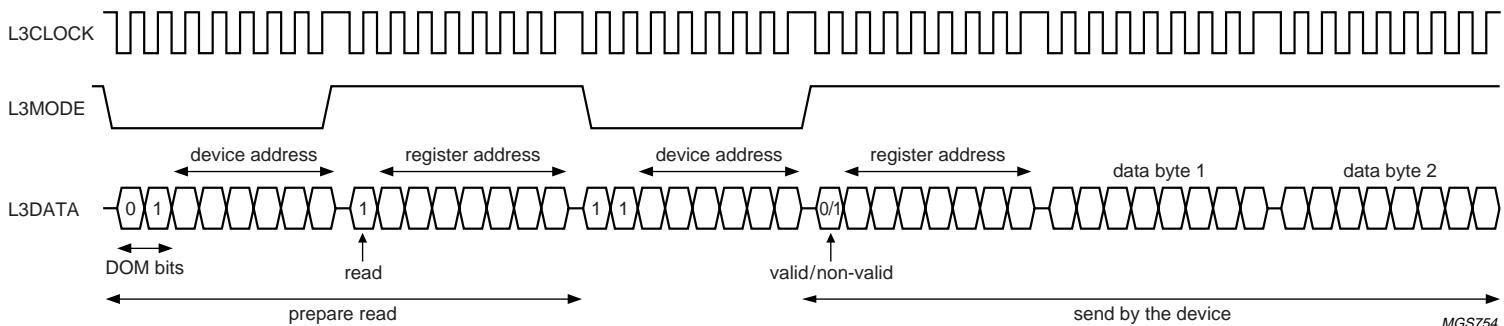 L3CLOCK
L3MODE
device address register address device address register address data byte 1 data byte 2
L3DATA 0 1 1 1 1 0/1
DOM bits read valid/non-valid
prepare read send by the device
MGS754